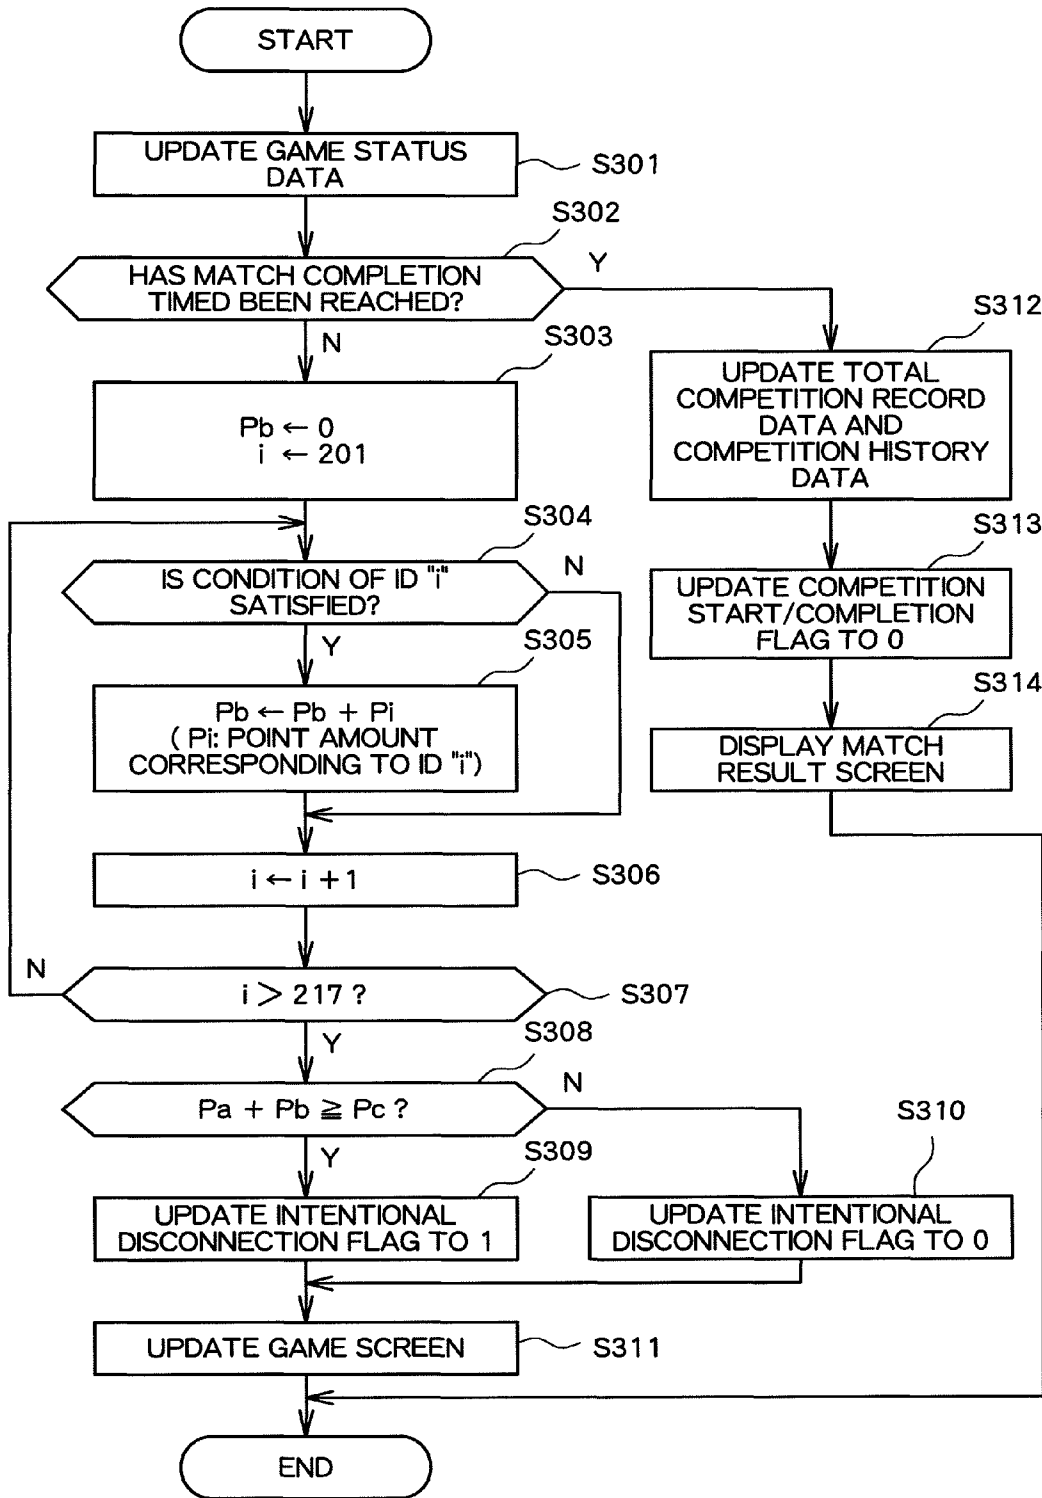 START
UPDATE GAME STATUS
DATA
S301
S302
HAS MATCH COMPLETION
TIMED BEEN REACHED?
Y
N
S303
Pb ← 0
i ← 201
S312
UPDATE TOTAL
COMPETITION RECORD
DATA AND
COMPETITION HISTORY
DATA
S304
IS CONDITION OF ID "i"
SATISFIED?
N
Y
S305
Pb ← Pb + Pi
( Pi: POINT AMOUNT
CORRESPONDING TO ID "i")
S313
UPDATE COMPETITION
START/COMPLETION
FLAG TO 0
S314
DISPLAY MATCH
RESULT SCREEN
i ← i + 1
S306
N
i > 217 ?
S307
Y
S308
Pa + Pb ≧ Pc ?
N
Y
S309
UPDATE INTENTIONAL
DISCONNECTION FLAG TO 1
S310
UPDATE INTENTIONAL
DISCONNECTION FLAG TO 0
UPDATE GAME SCREEN
S311
END